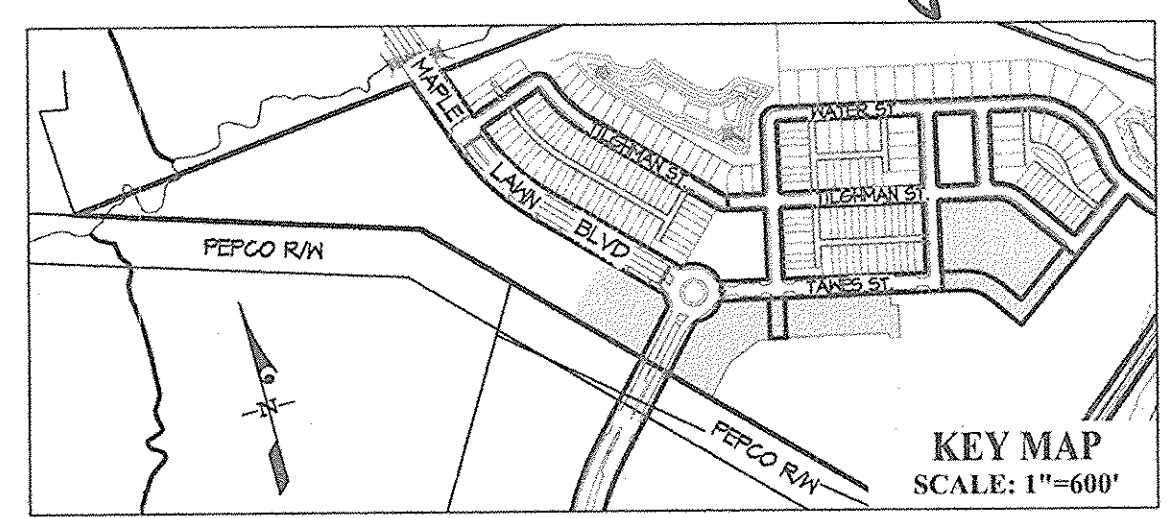 MAPLE
LAWN
BLVD
TILGHMAN ST.
WATER ST.
TILGHMAN ST.
TAWES ST.
PEPCO R/W
N
PEPCO R/W
KEY MAP
SCALE: 1"=600'